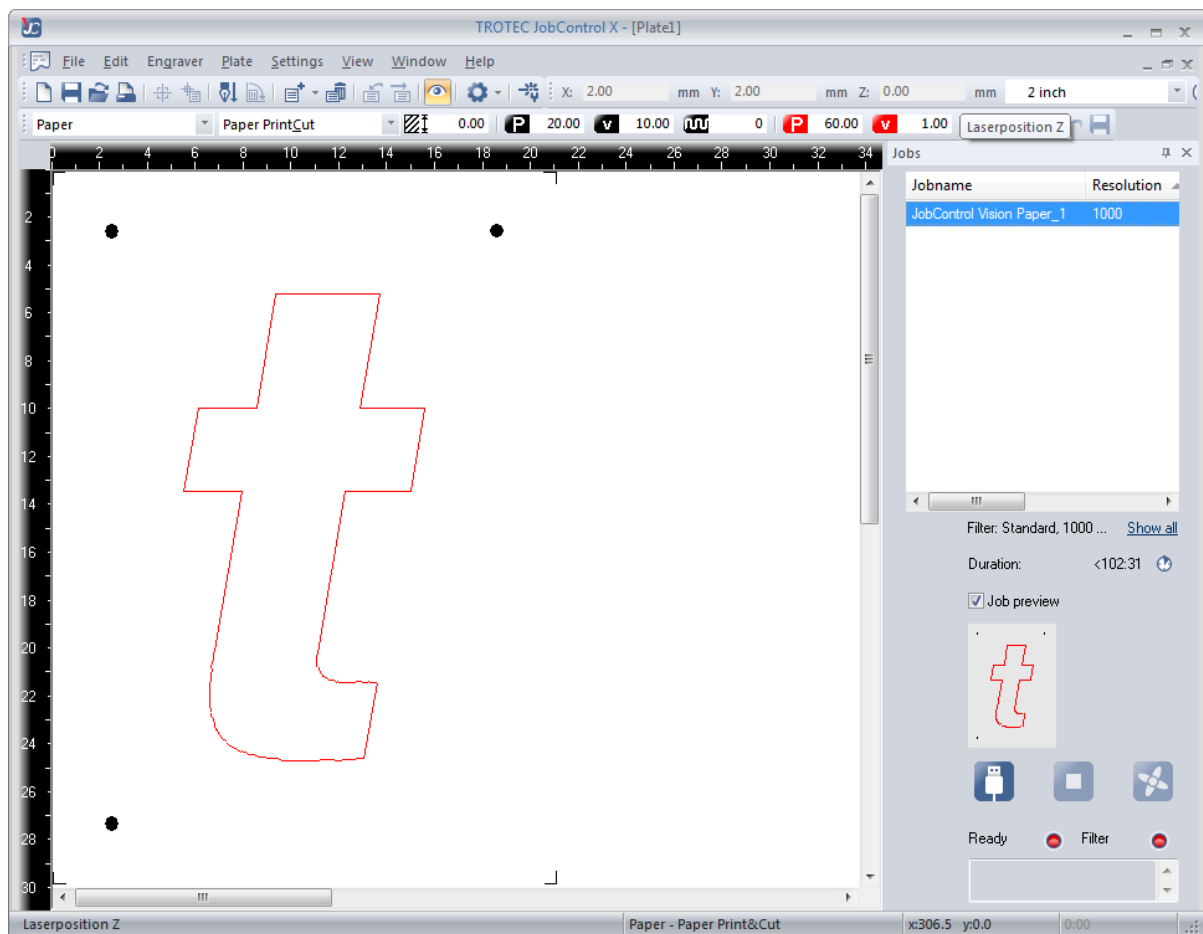 TROTEC JobControl X - [Plate1]
File Edit Engraver Plate Settings View Window Help
X: 2.00 mm Y: 2.00 mm Z: 0.00 mm 2 inch
Paper Paper PrintCut 0.00 P 20.00 v 10.00 0 P 60.00 v 1.00 Laserposition Z
0 2 4 6 8 10 12 14 16 18 20 22 24 26 28 30 32 34
Jobs
Jobname Resolution
JobControl Vision Paper_1 1000
2
4
6
8
10
12
14
16
18
20
22
24
26
28
30
t
Filter: Standard, 1000 ... Show all
Duration: <102:31
Job preview
t
Ready Filter
Laserposition Z Paper - Paper Print&Cut x:306.5 y:0.0 0:00